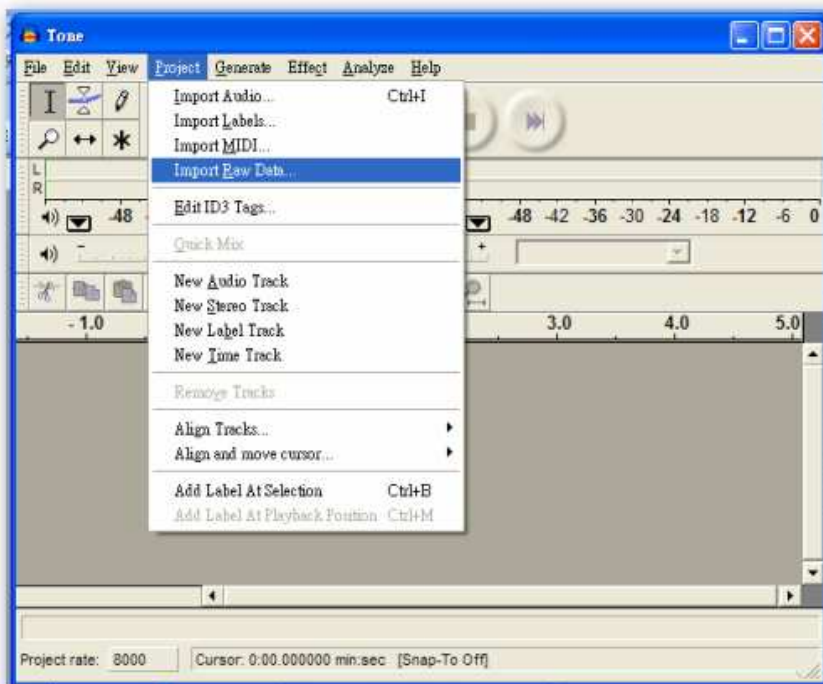 Tone
File Edit View Project Generate Effect Analyze Help
Import Audio... Ctrl+I
Import Labels...
Import MIDI...
Import Raw Data...
L
R
-48 -48 -42 -36 -30 -24 -18 -12 -6 0
Edit ID3 Tags...
Quick Mix
- +
New Audio Track
New Stereo Track
New Label Track
New Time Track
- 1.0 3.0 4.0 5.0
Remove Tracks
Align Tracks...
Align and move cursor...
Add Label At Selection Ctrl+B
Add Label At Playback Position Ctrl+M
Project rate: 8000 Cursor: 0:00.000000 min:sec [Snap-To Off]